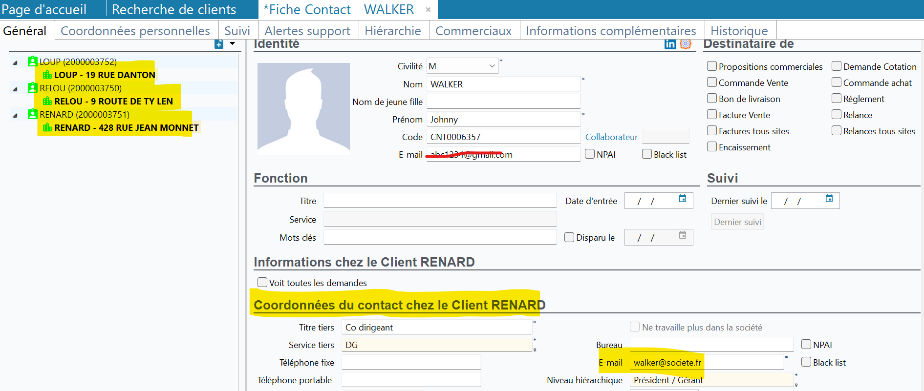 Page d'accueil Recherche de clients *Fiche Contact WALKER ×
Général Coordonnées personnelles Suivi Alertes support Hiérarchie Commerciaux Informations complémentaires Historique
LOUP (2000003752)
LOUP - 19 RUE DANTON
RELOU (2000003750)
RELOU - 9 ROUTE DE TY LEN
RENARD (2000003751)
RENARD - 428 RUE JEAN MONNET
Identité
Civilité M
Nom WALKER
Nom de jeune fille
Prénom Johnny
Code CNT0006357 Collaborateur
E-mail abc1234@gmail.com NPAI Black list
Destinataire de
Propositions commerciales Demande Cotation
Commande Vente Commande achat
Bon de livraison Réglement
Facture Vente Relance
Factures tous sites Relances tous sites
Encaissement
Fonction
Titre Date d'entrée / /
Service
Mots clés Disparu le / /
Suivi
Dernier suivi le / /
Dernier suivi
Informations chez le Client RENARD
Voit toutes les demandes
Coordonnées du contact chez le Client RENARD
Titre tiers Co dirigeant Ne travaille plus dans la société
Service tiers DG Bureau NPAI
Téléphone fixe E-mail walker@societe.fr Black list
Téléphone portable Niveau hiérarchique Président / Gérant